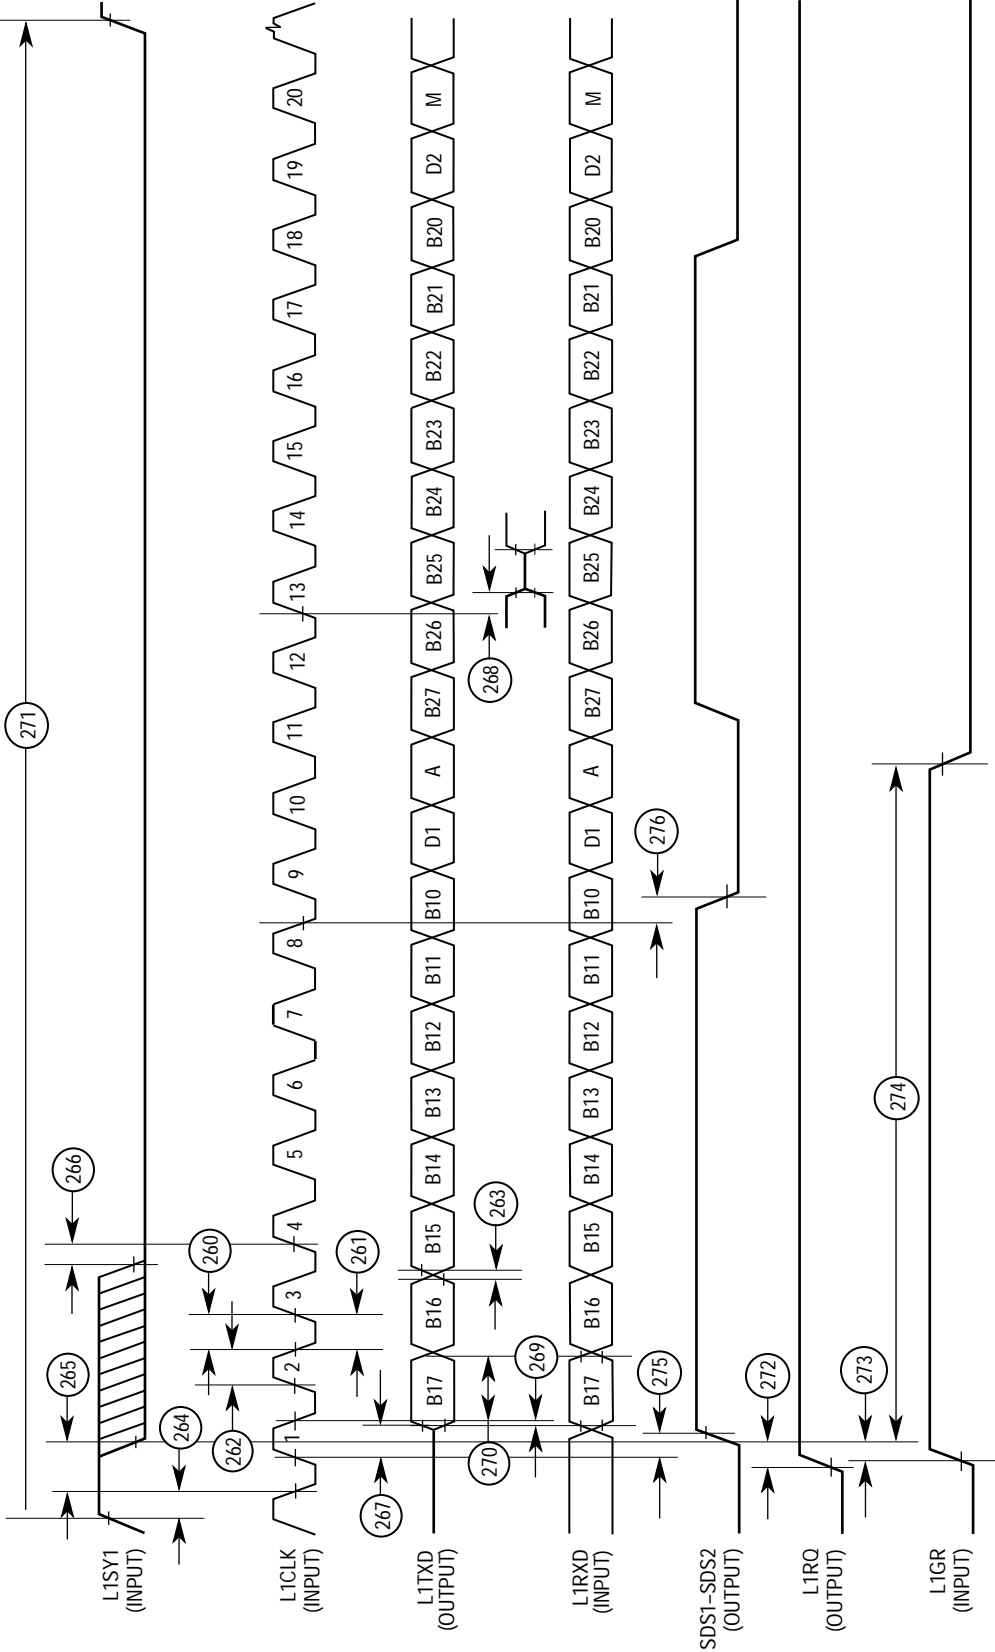 271
L1SY1
(INPUT)
265
264
266
L1CLK
(INPUT)
1
2
3
4
5
6
7
8
9
10
11
12
13
14
15
16
17
18
19
20
262
260
261
267
L1TXD
(OUTPUT)
B17
B16
B15
B14
B13
B12
B11
B10
D1
A
B27
B26
B25
B24
B23
B22
B21
B20
D2
M
270
269
263
268
L1RXD
(INPUT)
B17
B16
B15
B14
B13
B12
B11
B10
D1
A
B27
B26
B25
B24
B23
B22
B21
B20
D2
M
275
276
SDS1–SDS2
(OUTPUT)
272
L1RQ
(OUTPUT)
273
274
L1GR
(INPUT)